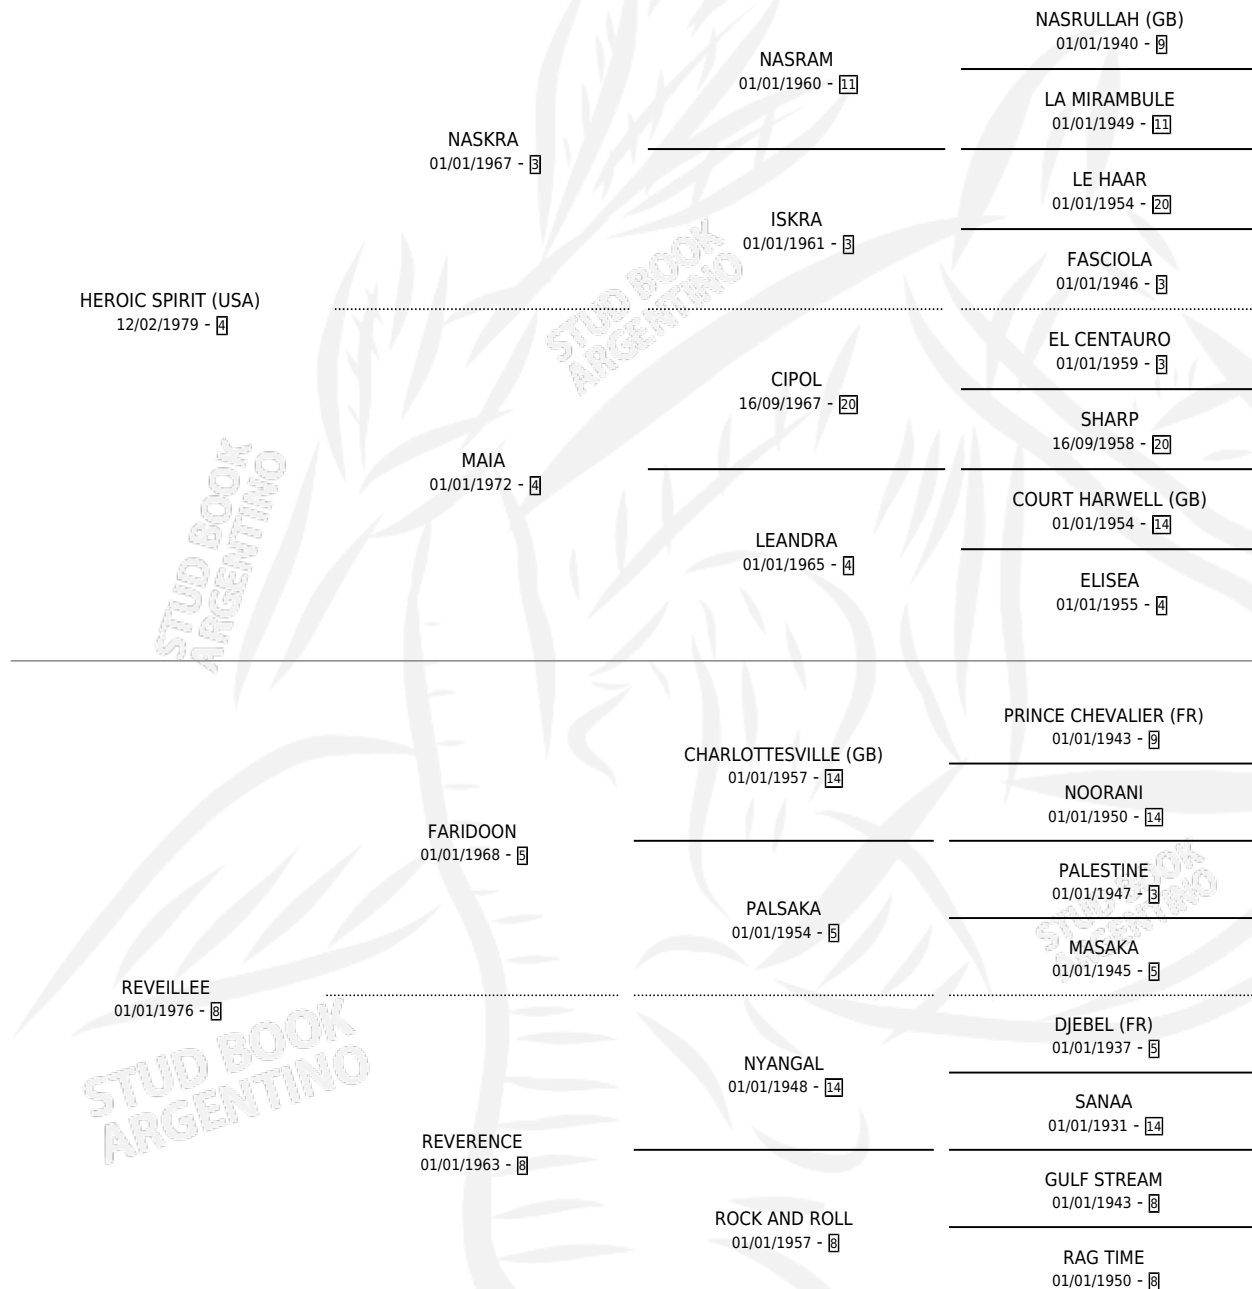 NASRULLAH (GB)
01/01/1940 - 9
NASRAM
01/01/1960 - 11
LA MIRAMBULE
01/01/1949 - 11
NASKRA
01/01/1967 - 3
LE HAAR
01/01/1954 - 20
ISKRA
01/01/1961 - 3
FASCIOLA
01/01/1946 - 3
HEROIC SPIRIT (USA)
12/02/1979 - 4
EL CENTAURO
01/01/1959 - 3
CIPOL
16/09/1967 - 20
SHARP
16/09/1958 - 20
MAIA
01/01/1972 - 4
COURT HARWELL (GB)
01/01/1954 - 14
LEANDRA
01/01/1965 - 4
ELISEA
01/01/1955 - 4
STUD BOOK
ARGENTINO
STUD BOOK
ARGENTINO
PRINCE CHEVALIER (FR)
01/01/1943 - 9
CHARLOTTESVILLE (GB)
01/01/1957 - 14
NOORANI
01/01/1950 - 14
FARIDOON
01/01/1968 - 5
PALESTINE
01/01/1947 - 3
PALSAKA
01/01/1954 - 5
MASAKA
01/01/1945 - 5
STUD BOOK
ARGENTINO
REVEILLEE
01/01/1976 - 8
DJEBEL (FR)
01/01/1937 - 5
NYANGAL
01/01/1948 - 14
SANAA
01/01/1931 - 14
STUD BOOK
ARGENTINO
REVERENCE
01/01/1963 - 8
GULF STREAM
01/01/1943 - 8
ROCK AND ROLL
01/01/1957 - 8
RAG TIME
01/01/1950 - 8